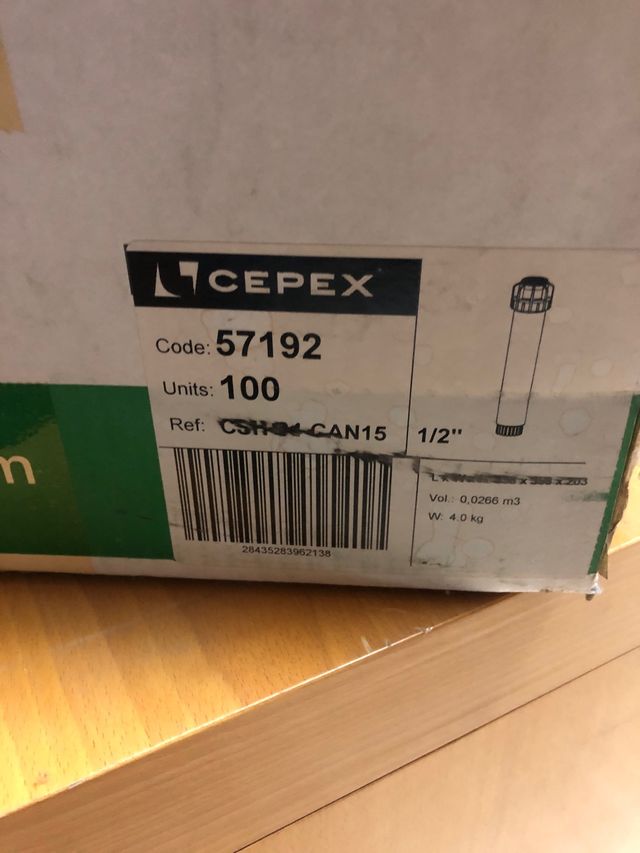 CEPEX
Code: 57192
Units: 100
Ref: CAN15 1/2"
Vol.: 0,0266 m3
W: 4.0 kg
28435283962138
m